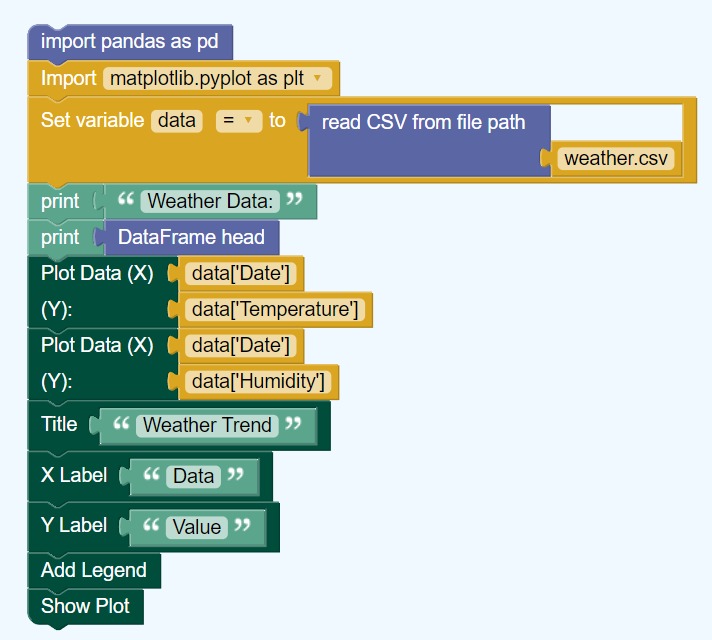 import pandas as pd
Import matplotlib.pyplot as plt
Set variable data = to read CSV from file path
weather.csv
print “ Weather Data: ”
print DataFrame head
Plot Data (X) data['Date']
(Y): data['Temperature']
Plot Data (X) data['Date']
(Y): data['Humidity']
Title “ Weather Trend ”
X Label “ Data ”
Y Label “ Value ”
Add Legend
Show Plot